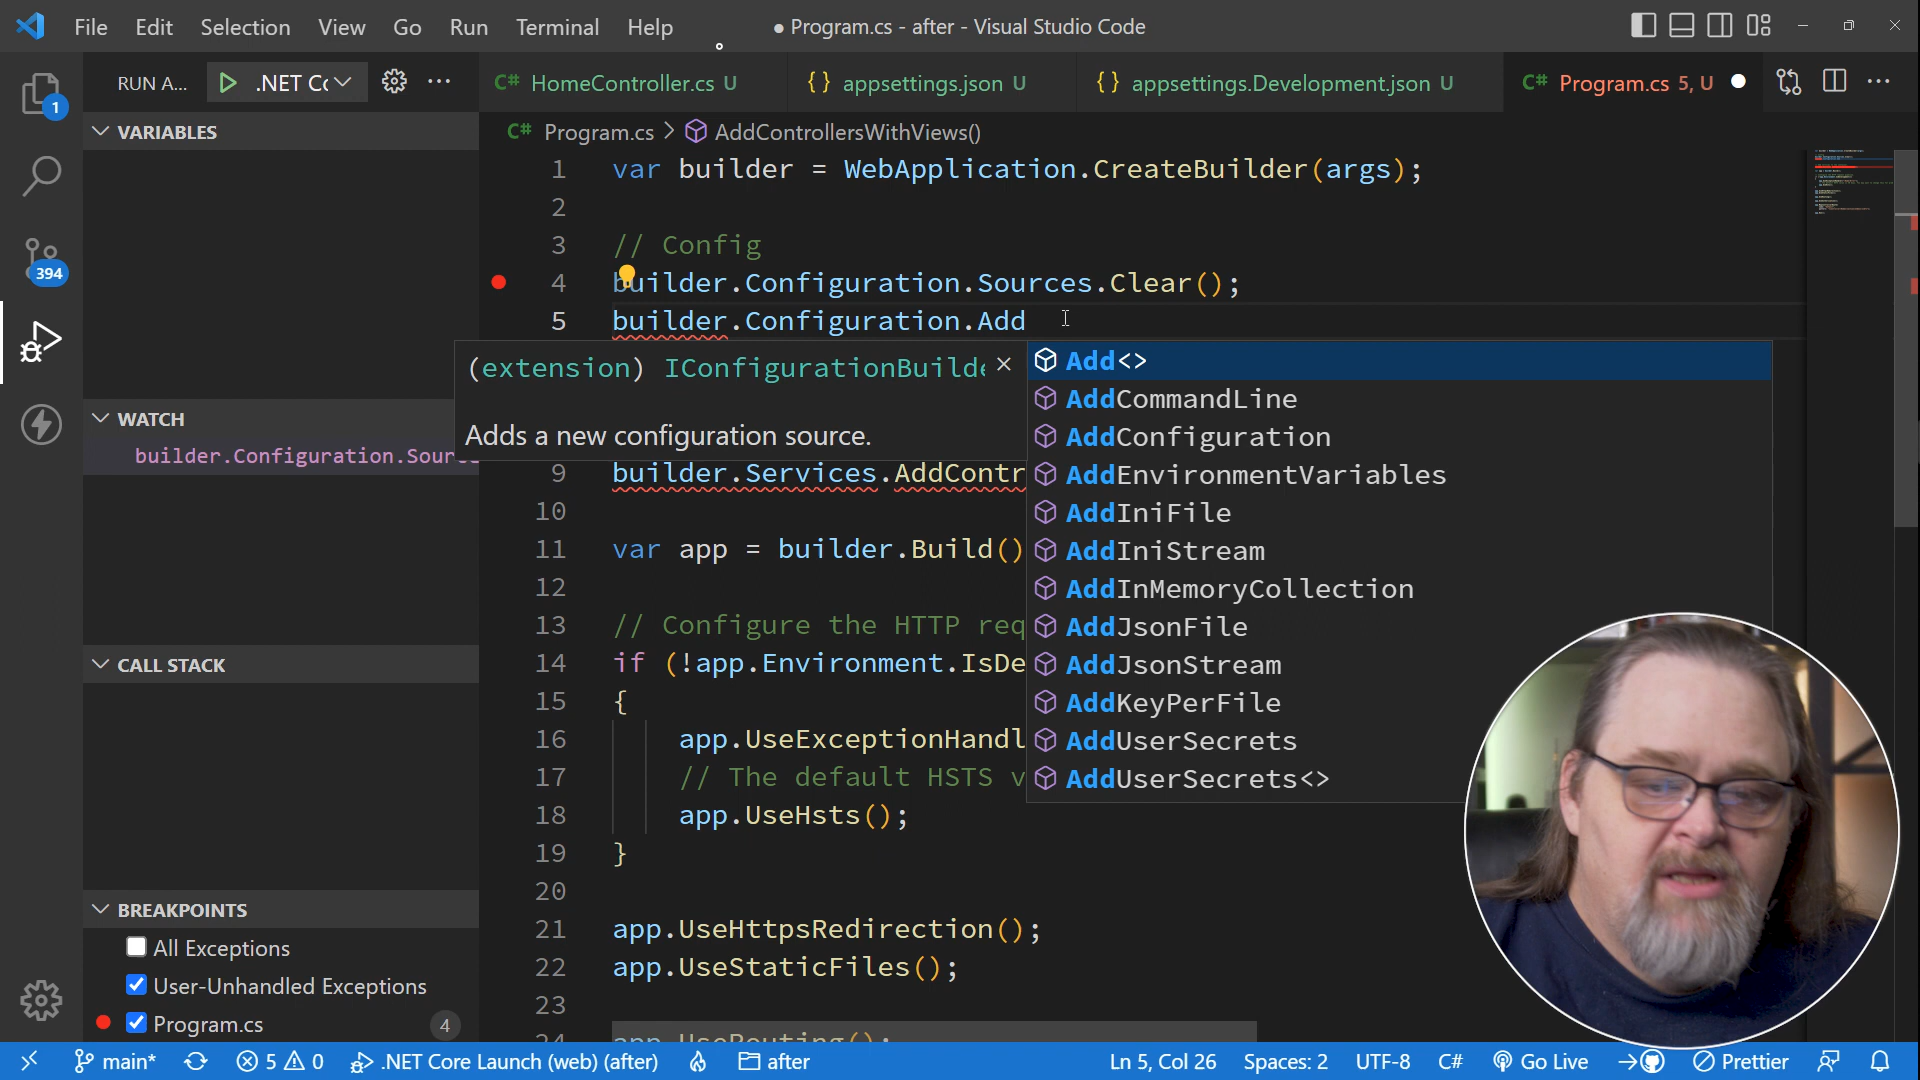 File Edit Selection View Go Run Terminal Help
● Program.cs - after - Visual Studio Code
RUN A... .NET Cc
C# HomeController.cs U
{} appsettings.json U
{} appsettings.Development.json U
C# Program.cs 5, U
1
394
VARIABLES
WATCH
builder.Configuration.Sour
CALL STACK
BREAKPOINTS
All Exceptions
User-Unhandled Exceptions
Program.cs 4
C# Program.cs > AddControllersWithViews()
1 var builder = WebApplication.CreateBuilder(args);
2
3 // Config
4 builder.Configuration.Sources.Clear();
5 builder.Configuration.Add
(extension) IConfigurationBuilde
Adds a new configuration source.
Add<>
AddCommandLine
AddConfiguration
AddEnvironmentVariables
AddIniFile
AddIniStream
AddInMemoryCollection
AddJsonFile
AddJsonStream
AddKeyPerFile
AddUserSecrets
AddUserSecrets<>
9 builder.Services.AddContr
10
11 var app = builder.Build()
12
13 // Configure the HTTP req
14 if (!app.Environment.IsDe
15 {
16 app.UseExceptionHandl
17 // The default HSTS v
18 app.UseHsts();
19 }
20
21 app.UseHttpsRedirection();
22 app.UseStaticFiles();
23
24 app.UseRouting();
main* 5 0 .NET Core Launch (web) (after) after
Ln 5, Col 26 Spaces: 2 UTF-8 C# Go Live Prettier